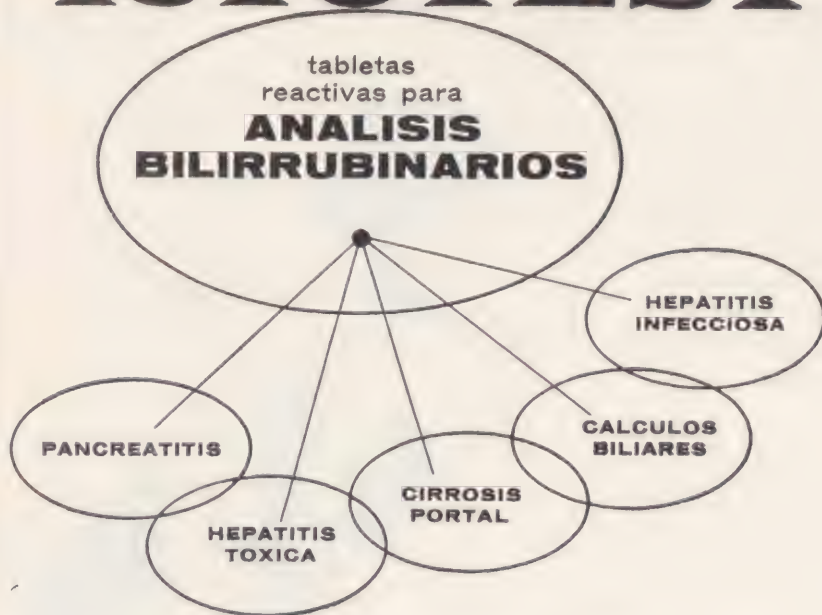 tabletas
reactivas para
ANALISIS
BILIRRUBINARIOS
HEPATITIS
INFECCIOSA
CALCULOS
BILIARES
PANCREATITIS
CIRROSIS
PORTAL
HEPATITIS
TOXICA